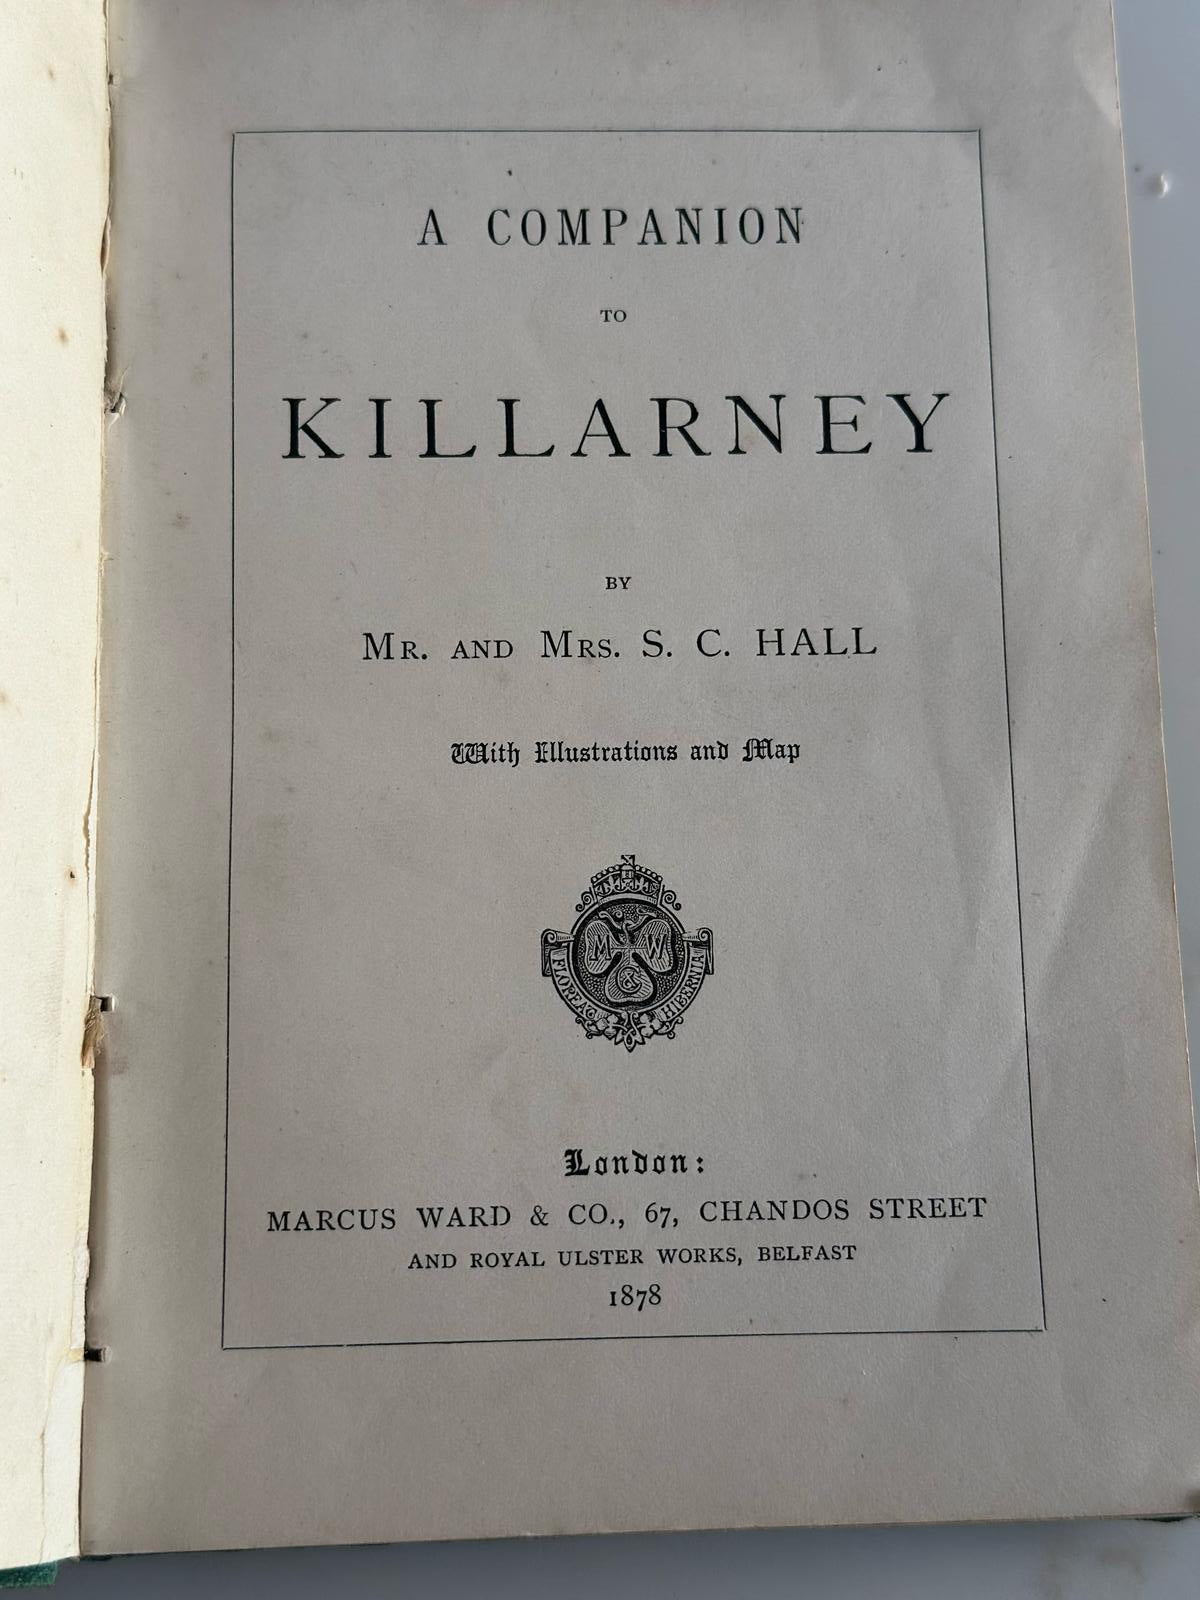 A COMPANION
TO
KILLARNEY
BY
MR. AND MRS. S. C. HALL
With Illustrations and Map
M W
& C
FLOREAT HIBERNIA
London:
MARCUS WARD & CO., 67, CHANDOS STREET
AND ROYAL ULSTER WORKS, BELFAST
1878